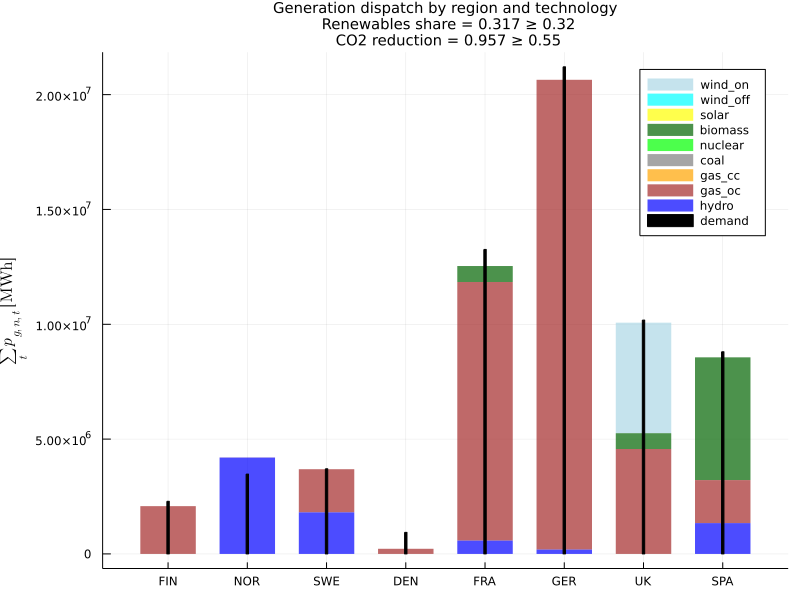 Generation dispatch by region and technology
Renewables share = 0.317 ≥ 0.32
CO2 reduction = 0.957 ≥ 0.55
∑_t p_{g,n,t} [MWh]
2.00×10⁷
1.50×10⁷
1.00×10⁷
5.00×10⁶
0
FIN NOR SWE DEN FRA GER UK SPA
wind_on
wind_off
solar
biomass
nuclear
coal
gas_cc
gas_oc
hydro
demand